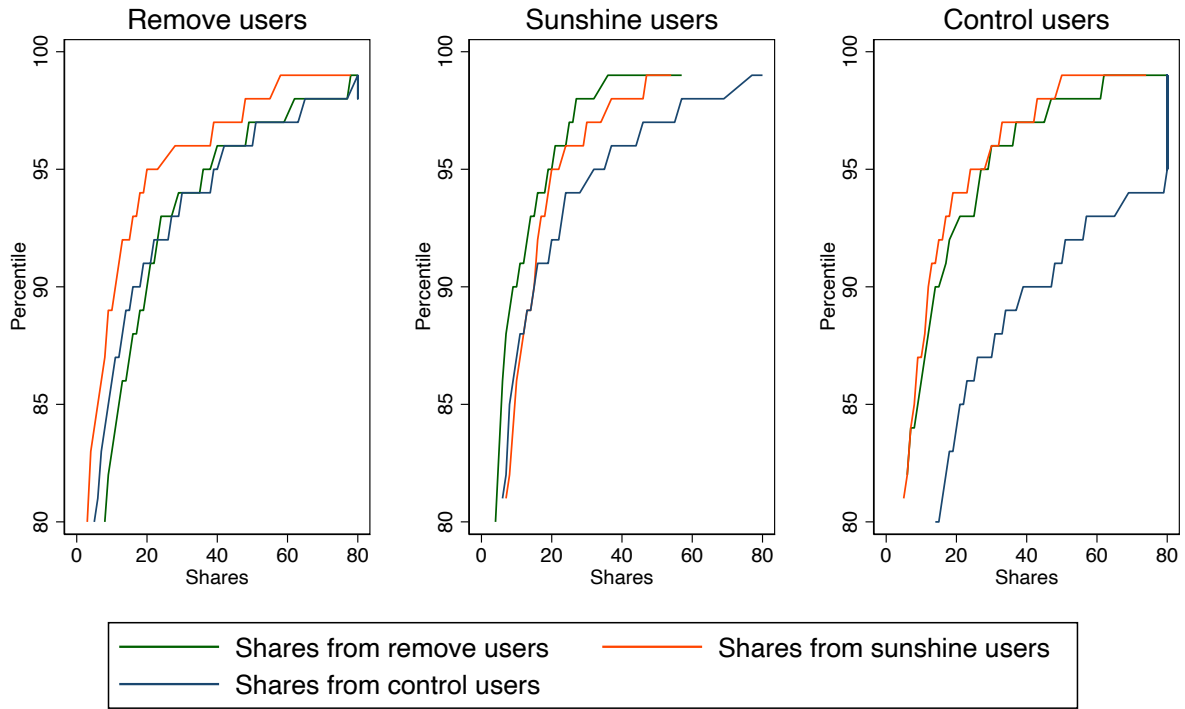 Remove users
Sunshine users
Control users
100
95
90
85
80
Percentile
0 20 40 60 80
Shares
100
95
90
85
80
Percentile
0 20 40 60 80
Shares
100
95
90
85
80
Percentile
0 20 40 60 80
Shares
Shares from remove users
Shares from sunshine users
Shares from control users